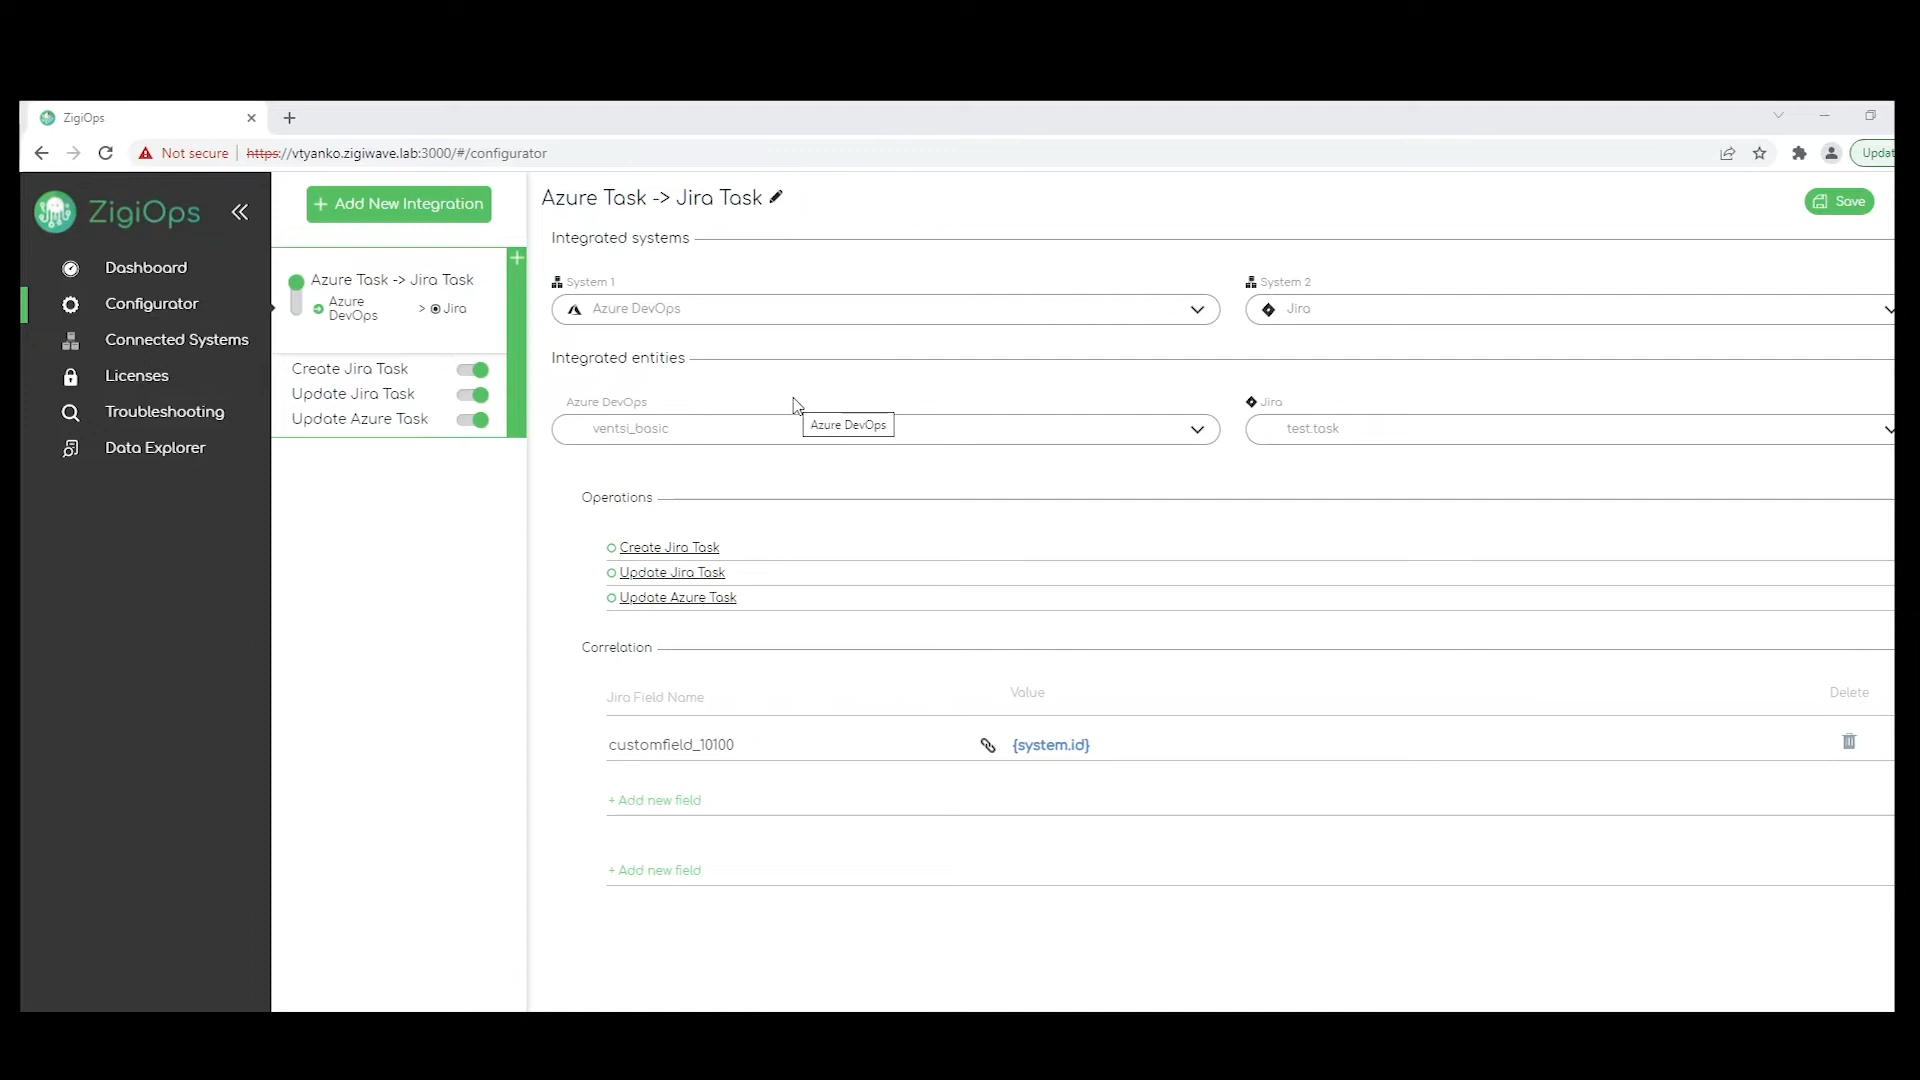 ZigiOps
Not secure
https://vtyanko.zigiwave.lab:3000/#/configurator
Updat
ZigiOps
Dashboard
Configurator
Connected Systems
Licenses
Troubleshooting
Data Explorer
+ Add New Integration
Azure Task -> Jira Task
Azure
DevOps
> Jira
Create Jira Task
Update Jira Task
Update Azure Task
Azure Task -> Jira Task
Save
Integrated systems
System 1
System 2
Azure DevOps
Jira
Integrated entities
Azure DevOps
Jira
ventsi_basic
Azure DevOps
test.task
Operations
Create Jira Task
Update Jira Task
Update Azure Task
Correlation
Jira Field Name
Value
Delete
customfield_10100
{system.id}
+ Add new field
+ Add new field